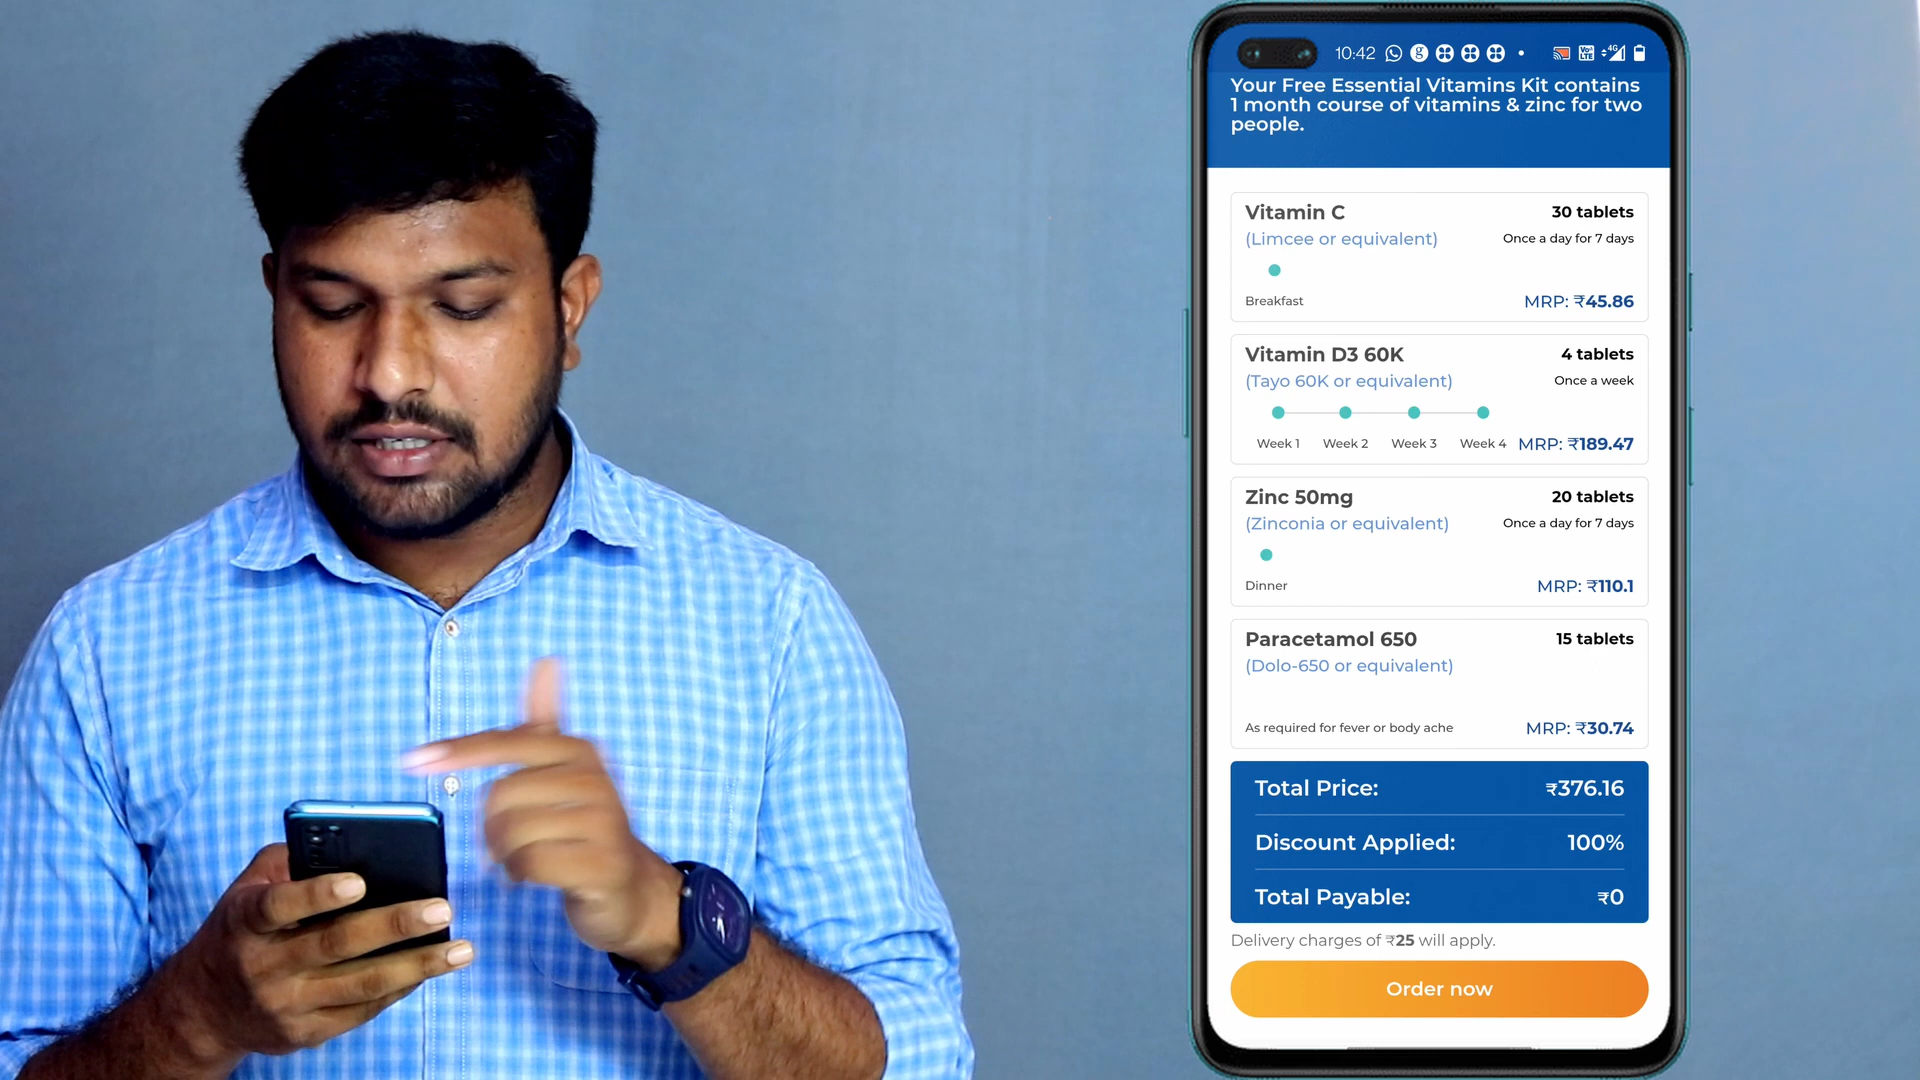 10:42
Your Free Essential Vitamins Kit contains
1 month course of vitamins & zinc for two
people.
Vitamin C 30 tablets
(Limcee or equivalent) Once a day for 7 days
Breakfast MRP: ₹45.86
Vitamin D3 60K 4 tablets
(Tayo 60K or equivalent) Once a week
Week 1 Week 2 Week 3 Week 4 MRP: ₹189.47
Zinc 50mg 20 tablets
(Zinconia or equivalent) Once a day for 7 days
Dinner MRP: ₹110.1
Paracetamol 650 15 tablets
(Dolo-650 or equivalent)
As required for fever or body ache MRP: ₹30.74
Total Price: ₹376.16
Discount Applied: 100%
Total Payable: ₹0
Delivery charges of ₹25 will apply.
Order now